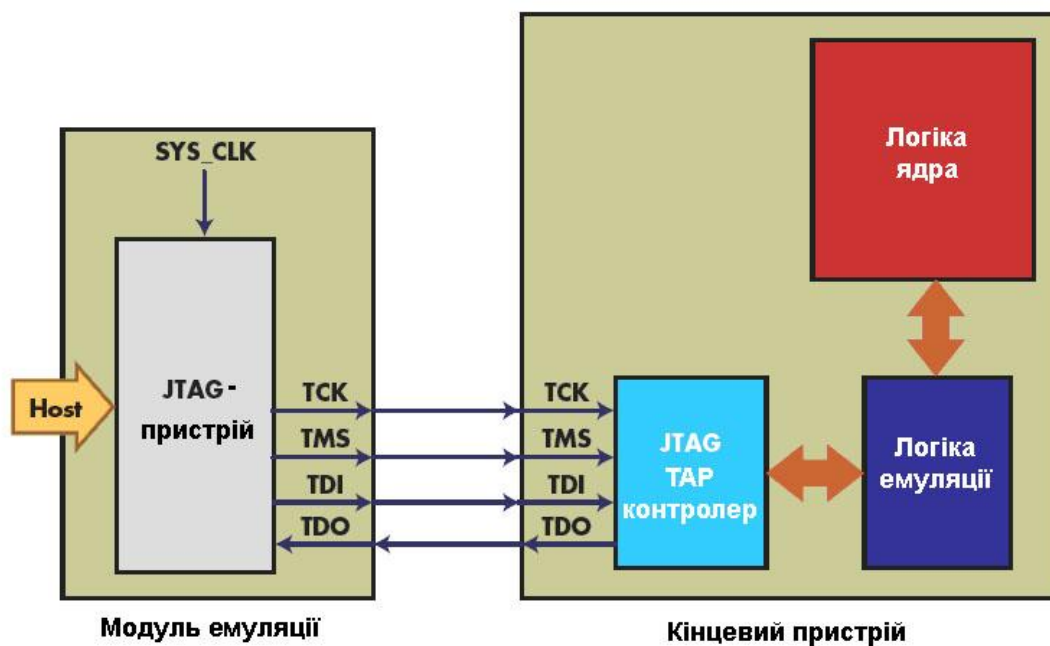 SYS_CLK
Host
JTAG -
пристрій
TCK
TMS
TDI
TDO
Модуль емуляції
TCK
TMS
TDI
TDO
JTAG
TAP
контролер
Логіка
ядра
Логіка
емуляції
Кінцевий пристрій